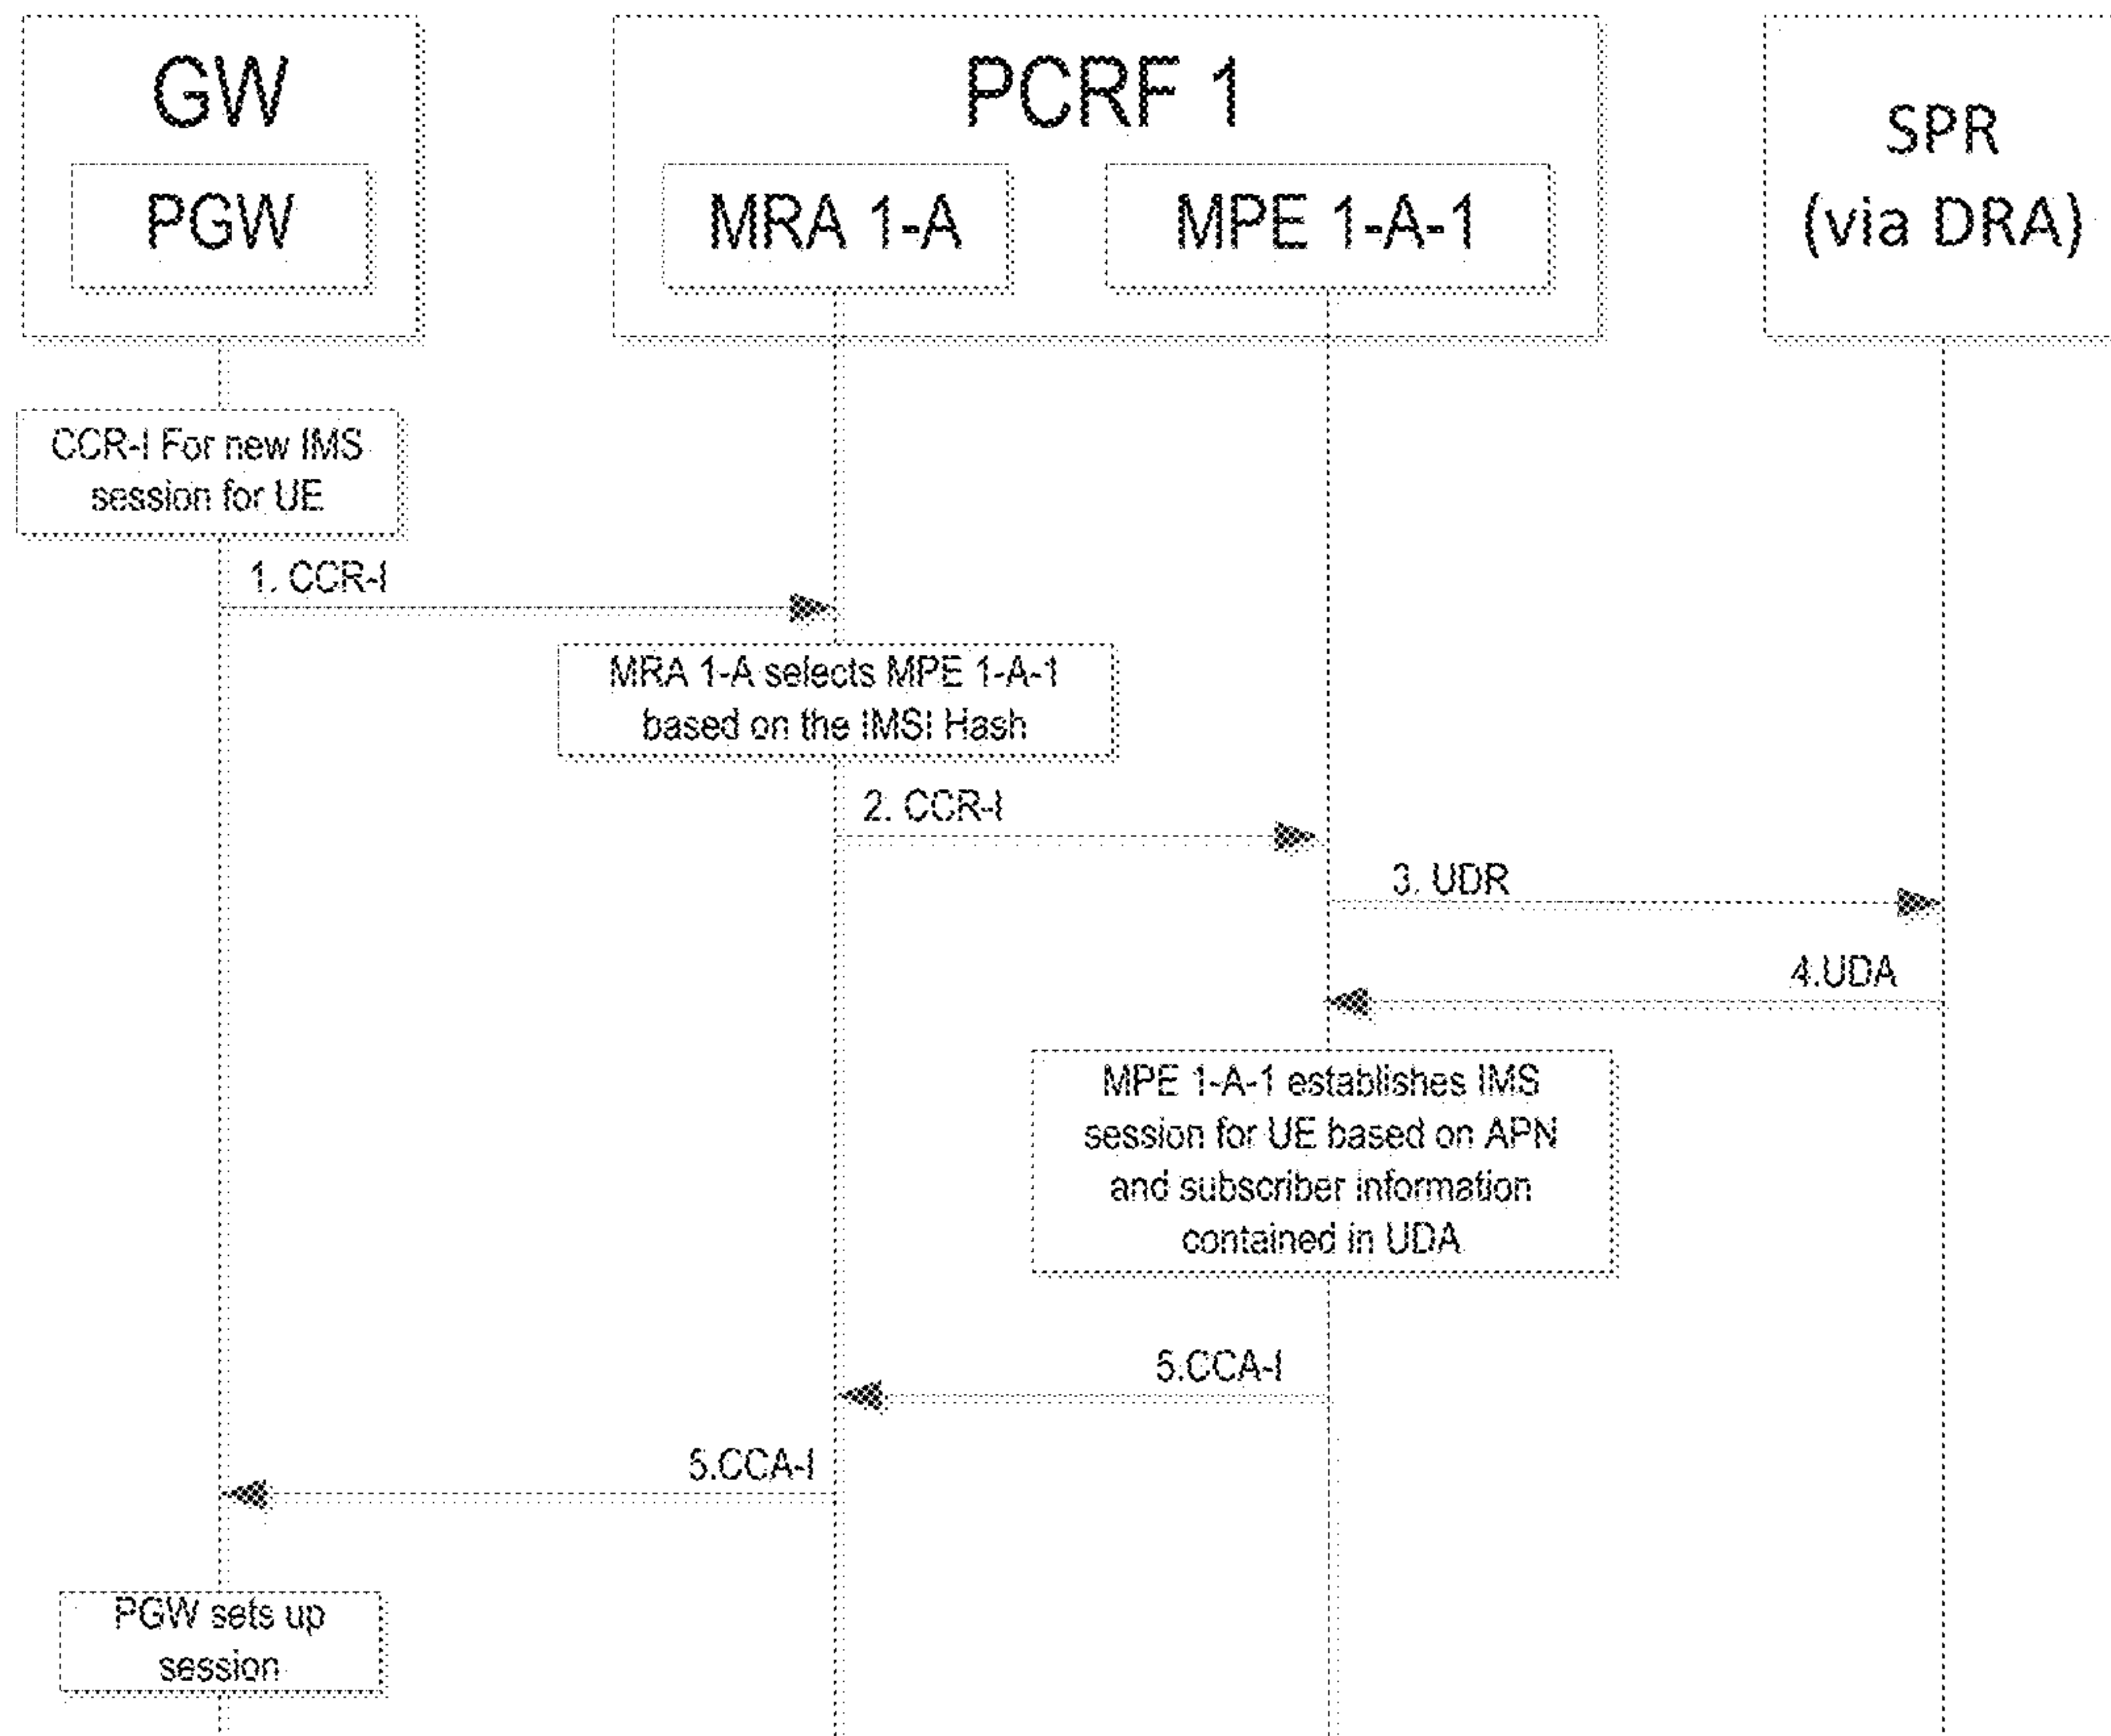 GW
PGW
PCRF 1
MRA 1-A
MPE 1-A-1
SPR
(via DRA)
CCR-I For new IMS
session for UE
1. CCR-I
MRA 1-A selects MPE 1-A-1
based on the IMSI Hash
2. CCR-I
3. UDR
4.UDA
MPE 1-A-1 establishes IMS
session for UE based on APN
and subscriber information
contained in UDA
5.CCA-I
5.CCA-I
PGW sets up
session